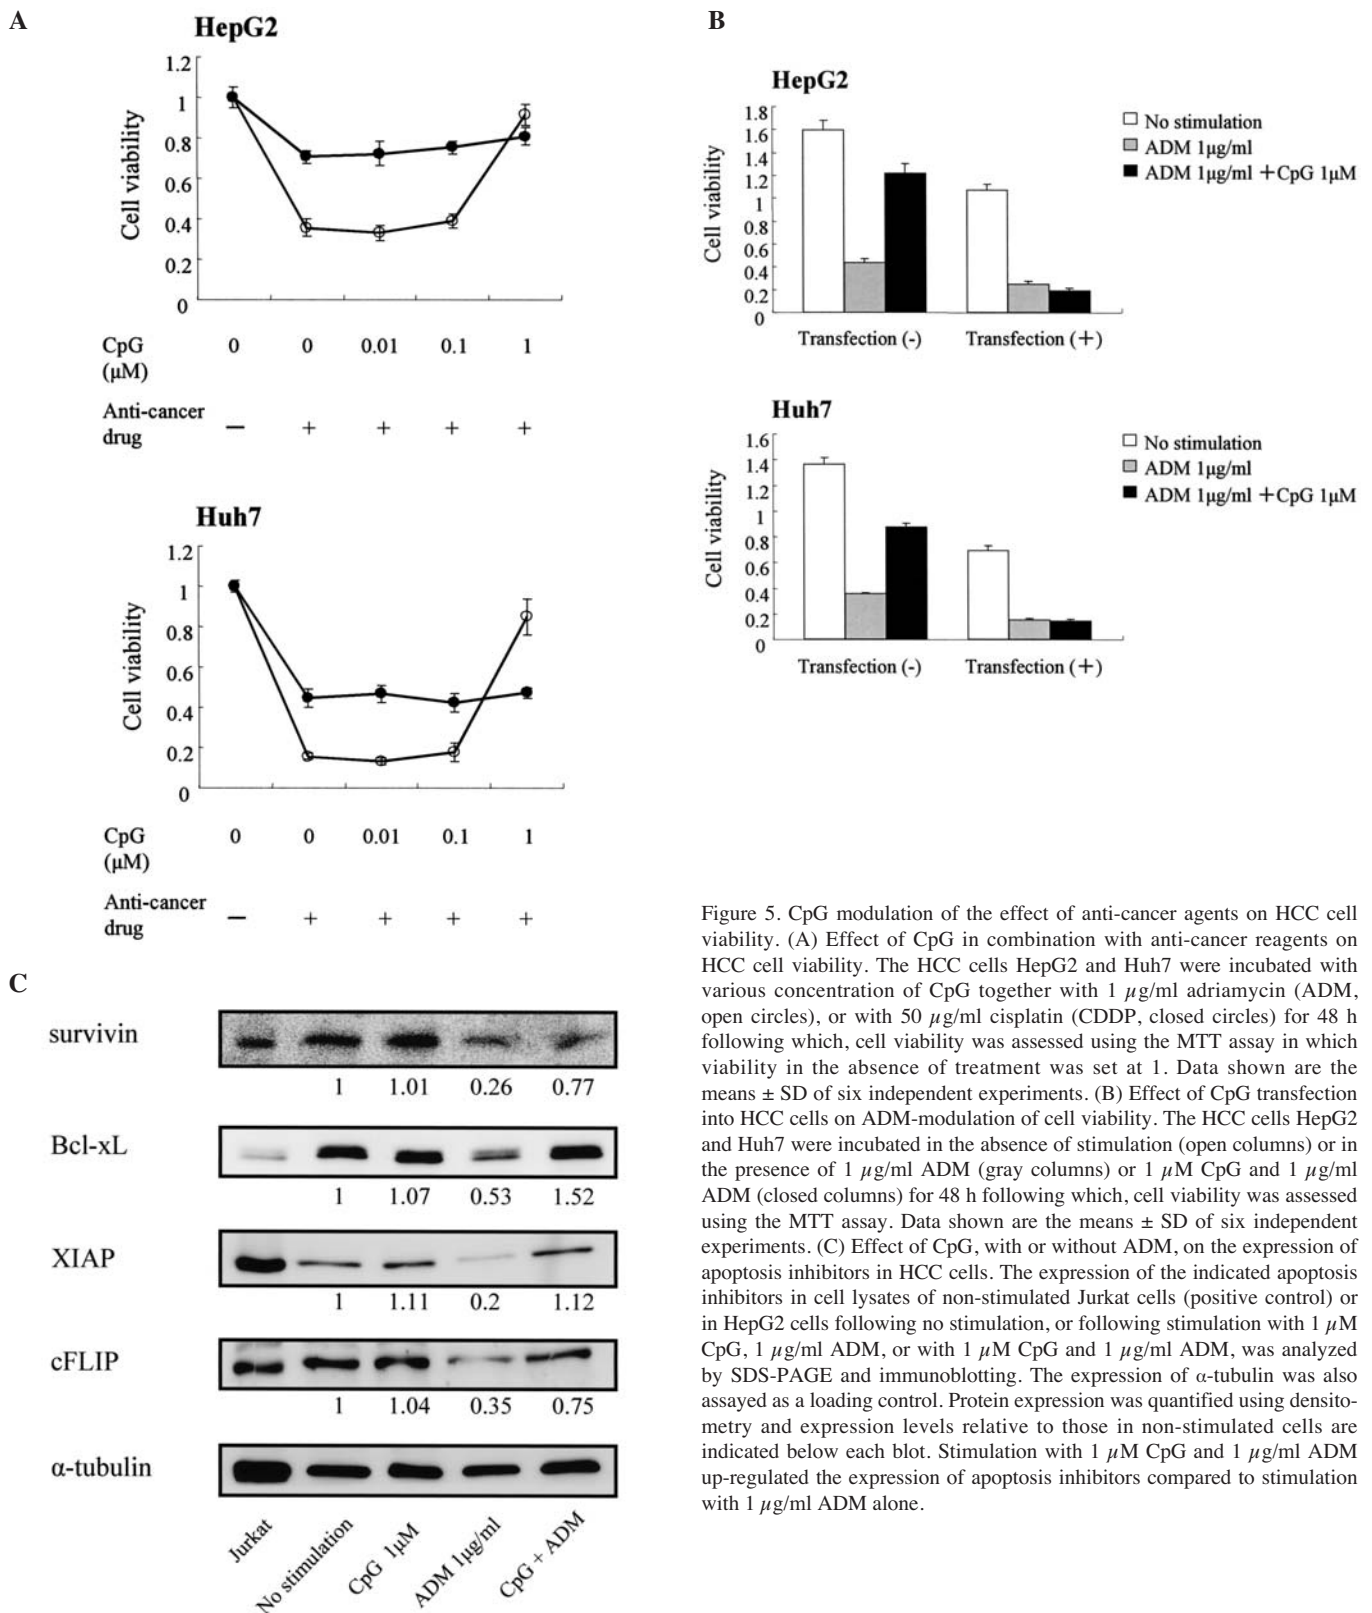 A
HepG2
1.2
1
0.8
0.6
0.4
0.2
0
Cell viability
CpG (µM) 0 0 0.01 0.1 1
Anti-cancer drug — + + + +
Huh7
1.2
1
0.8
0.6
0.4
0.2
0
Cell viability
CpG (µM) 0 0 0.01 0.1 1
Anti-cancer drug — + + + +
B
HepG2
1.8
1.6
1.4
1.2
1
0.8
0.6
0.4
0.2
0
Cell viability
Transfection (-) Transfection (+)
No stimulation
ADM 1µg/ml
ADM 1µg/ml +CpG 1µM
Huh7
1.6
1.4
1.2
1
0.8
0.6
0.4
0.2
0
Cell viability
Transfection (-) Transfection (+)
No stimulation
ADM 1µg/ml
ADM 1µg/ml +CpG 1µM
C
survivin
1 1.01 0.26 0.77
Bcl-xL
1 1.07 0.53 1.52
XIAP
1 1.11 0.2 1.12
cFLIP
1 1.04 0.35 0.75
α-tubulin
Jurkat
No stimulation
CpG 1µM
ADM 1µg/ml
CpG + ADM
Figure 5. CpG modulation of the effect of anti-cancer agents on HCC cell
viability. (A) Effect of CpG in combination with anti-cancer reagents on
HCC cell viability. The HCC cells HepG2 and Huh7 were incubated with
various concentration of CpG together with 1 µg/ml adriamycin (ADM,
open circles), or with 50 µg/ml cisplatin (CDDP, closed circles) for 48 h
following which, cell viability was assessed using the MTT assay in which
viability in the absence of treatment was set at 1. Data shown are the
means ± SD of six independent experiments. (B) Effect of CpG transfection
into HCC cells on ADM-modulation of cell viability. The HCC cells HepG2
and Huh7 were incubated in the absence of stimulation (open columns) or in
the presence of 1 µg/ml ADM (gray columns) or 1 µM CpG and 1 µg/ml
ADM (closed columns) for 48 h following which, cell viability was assessed
using the MTT assay. Data shown are the means ± SD of six independent
experiments. (C) Effect of CpG, with or without ADM, on the expression of
apoptosis inhibitors in HCC cells. The expression of the indicated apoptosis
inhibitors in cell lysates of non-stimulated Jurkat cells (positive control) or
in HepG2 cells following no stimulation, or following stimulation with 1 µM
CpG, 1 µg/ml ADM, or with 1 µM CpG and 1 µg/ml ADM, was analyzed
by SDS-PAGE and immunoblotting. The expression of α-tubulin was also
assayed as a loading control. Protein expression was quantified using densito-
metry and expression levels relative to those in non-stimulated cells are
indicated below each blot. Stimulation with 1 µM CpG and 1 µg/ml ADM
up-regulated the expression of apoptosis inhibitors compared to stimulation
with 1 µg/ml ADM alone.